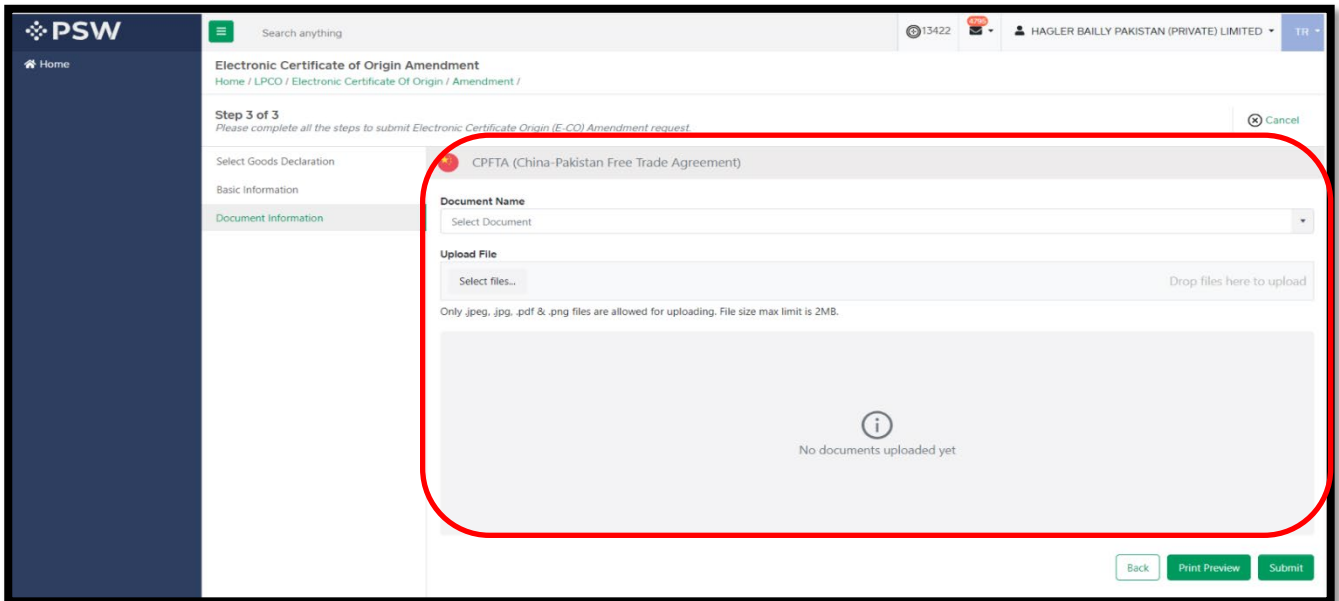 PSW
Search anything
13422
4795
HAGLER BAILLY PAKISTAN (PRIVATE) LIMITED
TR
Home
Electronic Certificate of Origin Amendment
Home / LPCO / Electronic Certificate Of Origin / Amendment /
Step 3 of 3
Please complete all the steps to submit Electronic Certificate Origin (E-CO) Amendment request.
Cancel
Select Goods Declaration
Basic Information
Document Information
CPFTA (China-Pakistan Free Trade Agreement)
Document Name
Select Document
Upload File
Select files...
Drop files here to upload
Only .jpeg, .jpg, .pdf & .png files are allowed for uploading. File size max limit is 2MB.
No documents uploaded yet
Back
Print Preview
Submit